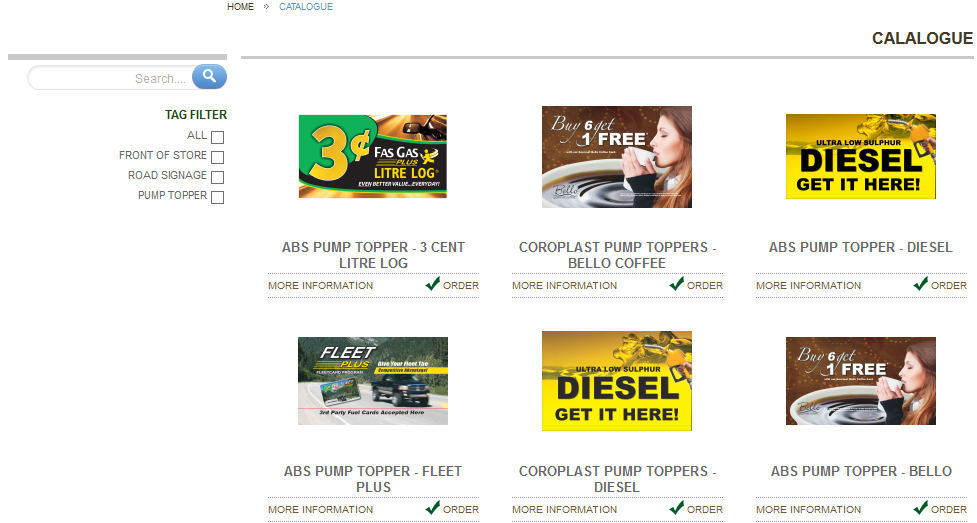 HOME » CATALOGUE
CALALOGUE
Search....
TAG FILTER
ALL
FRONT OF STORE
ROAD SIGNAGE
PUMP TOPPER
3¢
FAS GAS
PLUS
LITRE LOG®
EVEN BETTER VALUE...EVERYDAY!
ABS PUMP TOPPER - 3 CENT
LITRE LOG
MORE INFORMATION ORDER
Buy 6 get
1 FREE
Bello
COROPLAST PUMP TOPPERS -
BELLO COFFEE
MORE INFORMATION ORDER
ULTRA LOW SULPHUR
DIESEL
GET IT HERE!
ABS PUMP TOPPER - DIESEL
MORE INFORMATION ORDER
FLEET
PLUS
FLEETCARD PROGRAM
Give Your Fleet The
Competitive Advantage!
3rd Party Fuel Cards Accepted Here
ABS PUMP TOPPER - FLEET
PLUS
MORE INFORMATION ORDER
ULTRA LOW SULPHUR
DIESEL
GET IT HERE!
COROPLAST PUMP TOPPERS -
DIESEL
MORE INFORMATION ORDER
Buy 6 get
1 FREE
Bello
ABS PUMP TOPPER - BELLO
MORE INFORMATION ORDER